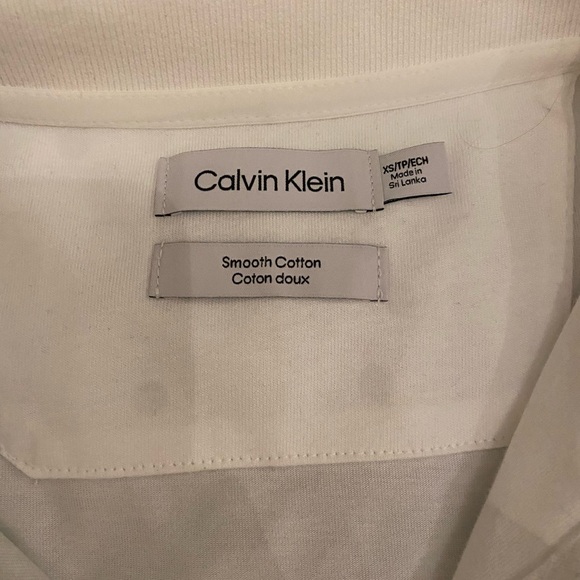 Calvin Klein
XS/TP/ECH
Made in
Sri Lanka
Smooth Cotton
Coton doux